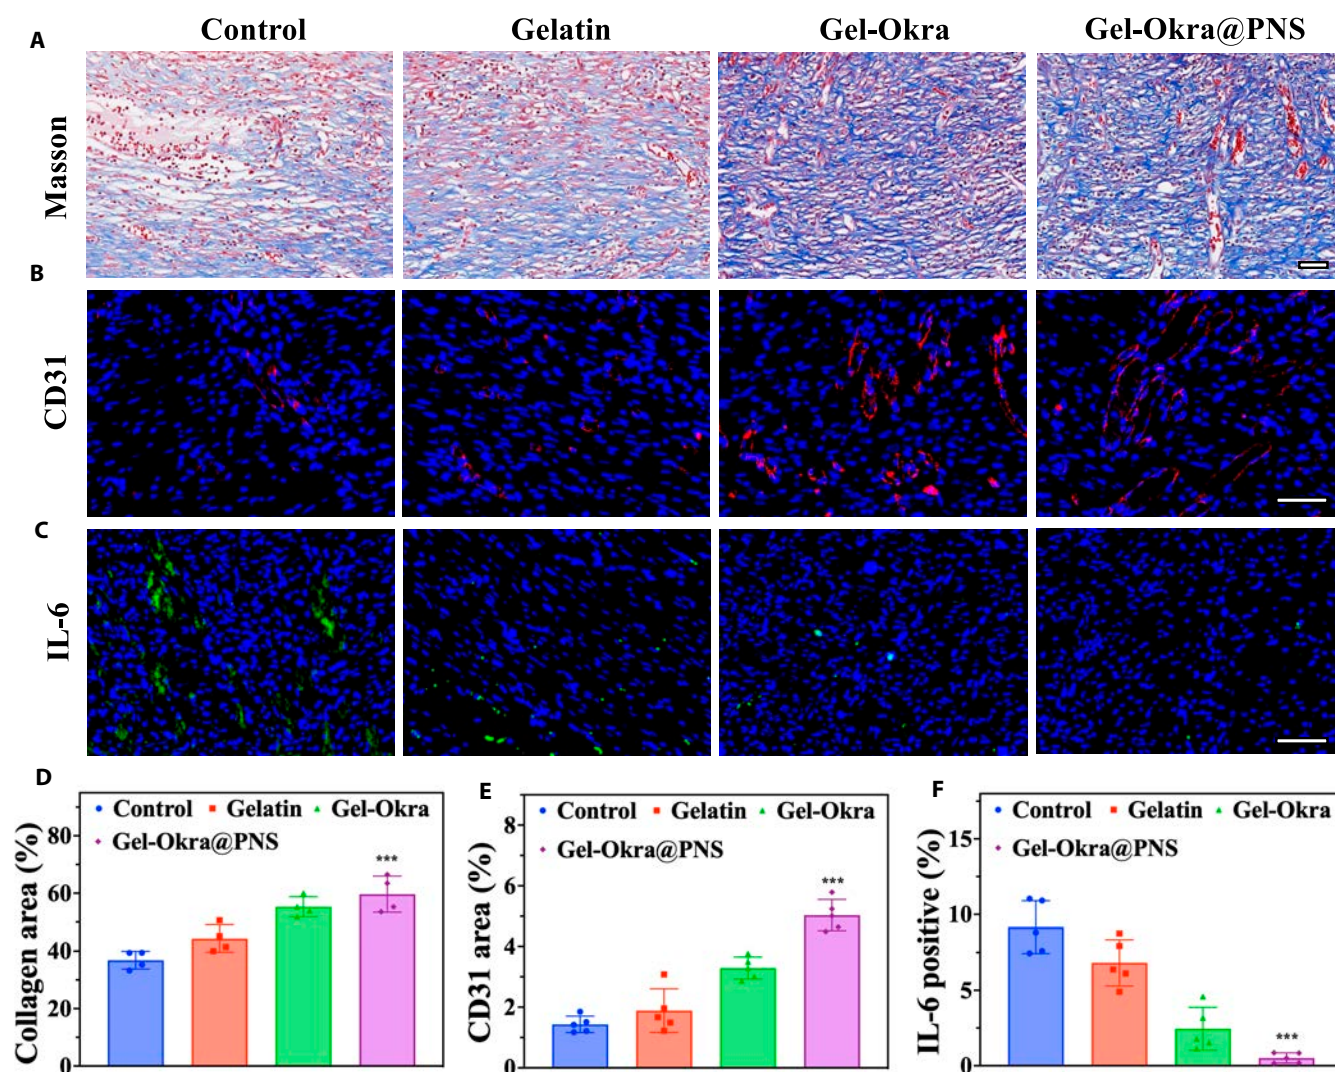 Control Gelatin Gel-Okra Gel-Okra@PNS
A
Masson
B
CD31
C
IL-6
D
Control Gelatin Gel-Okra
Gel-Okra@PNS
***
Collagen area (%)
80
60
40
20
0
E
Control Gelatin Gel-Okra
Gel-Okra@PNS
***
CD31 area (%)
8
6
4
2
0
F
Control Gelatin Gel-Okra
Gel-Okra@PNS
***
IL-6 positive (%)
15
10
5
0